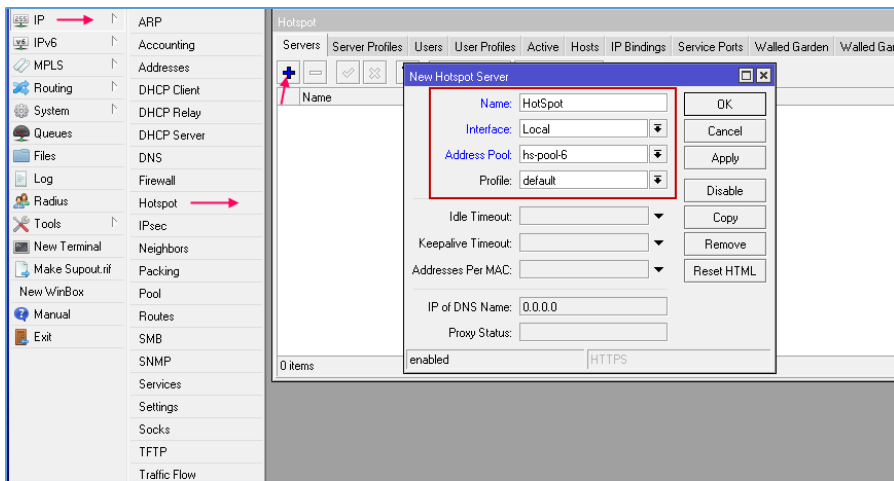 IP
IPv6
MPLS
Routing
System
Queues
Files
Log
Radius
Tools
New Terminal
Make Supout.rif
New WinBox
Manual
Exit
ARP
Accounting
Addresses
DHCP Client
DHCP Relay
DHCP Server
DNS
Firewall
Hotspot
IPsec
Neighbors
Packing
Pool
Routes
SMB
SNMP
Services
Settings
Socks
TFTP
Traffic Flow
Hotspot
Servers Server Profiles Users User Profiles Active Hosts IP Bindings Service Ports Walled Garden Walled Ga
Name
0 items
New Hotspot Server
Name: HotSpot
Interface: Local
Address Pool: hs-pool-6
Profile: default
Idle Timeout:
Keepalive Timeout:
Addresses Per MAC:
IP of DNS Name: 0.0.0.0
Proxy Status:
enabled HTTPS
OK
Cancel
Apply
Disable
Copy
Remove
Reset HTML